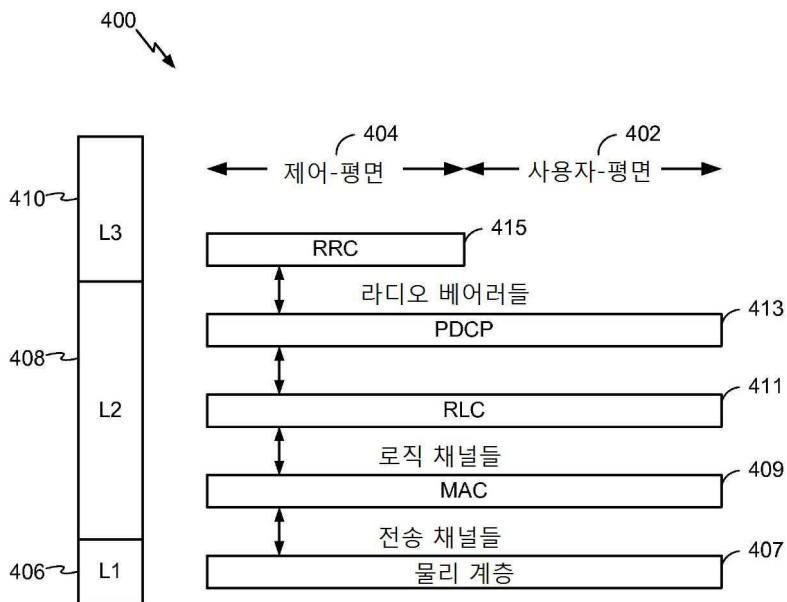 400
404
402
제어-평면
사용자-평면
410
L3
415
RRC
라디오 베어러들
413
PDCP
408
L2
411
RLC
로직 채널들
409
MAC
전송 채널들
407
406
L1
물리 계층